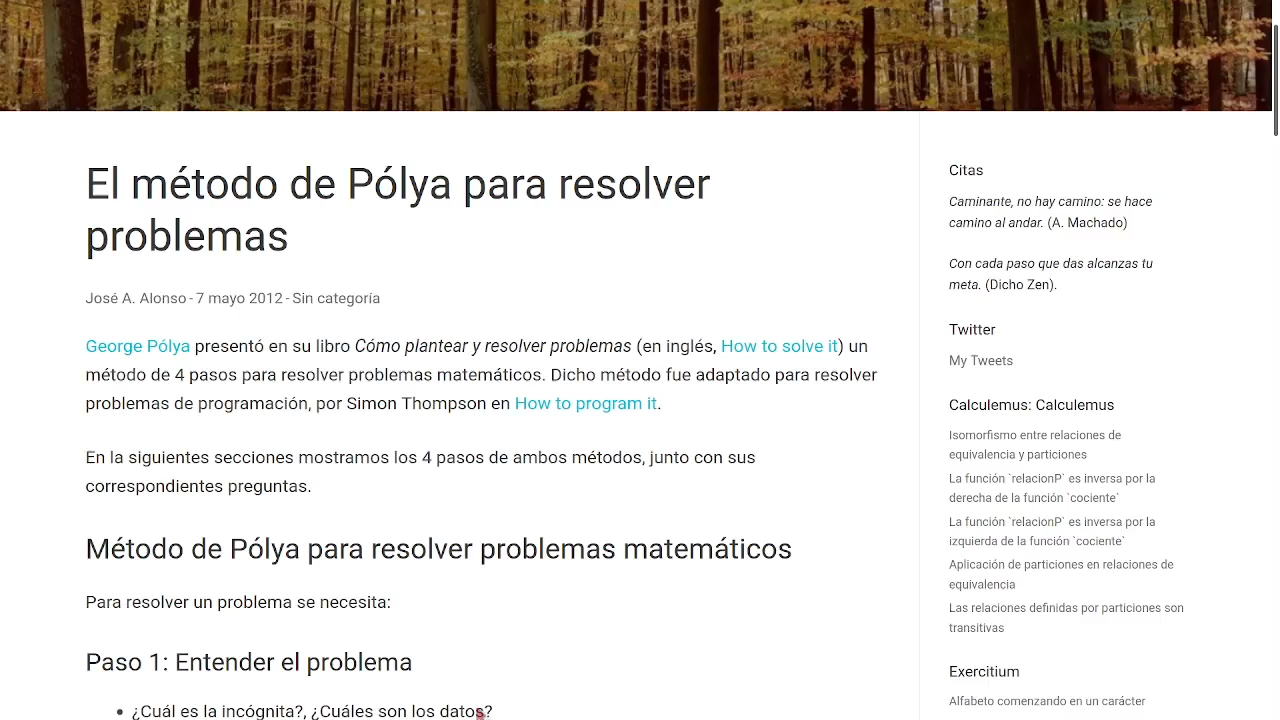 El método de Pólya para resolver
problemas
José A. Alonso - 7 mayo 2012 - Sin categoría
George Pólya presentó en su libro Cómo plantear y resolver problemas (en inglés, How to solve it) un
método de 4 pasos para resolver problemas matemáticos. Dicho método fue adaptado para resolver
problemas de programación, por Simon Thompson en How to program it.
En la siguientes secciones mostramos los 4 pasos de ambos métodos, junto con sus
correspondientes preguntas.
Método de Pólya para resolver problemas matemáticos
Para resolver un problema se necesita:
Paso 1: Entender el problema
• ¿Cuál es la incógnita?, ¿Cuáles son los datos?
Citas
Caminante, no hay camino: se hace
camino al andar. (A. Machado)
Con cada paso que das alcanzas tu
meta. (Dicho Zen).
Twitter
My Tweets
Calculemus: Calculemus
Isomorfismo entre relaciones de
equivalencia y particiones
La función `relacionP` es inversa por la
derecha de la función `cociente`
La función `relacionP` es inversa por la
izquierda de la función `cociente`
Aplicación de particiones en relaciones de
equivalencia
Las relaciones definidas por particiones son
transitivas
Exercitium
Alfabeto comenzando en un carácter